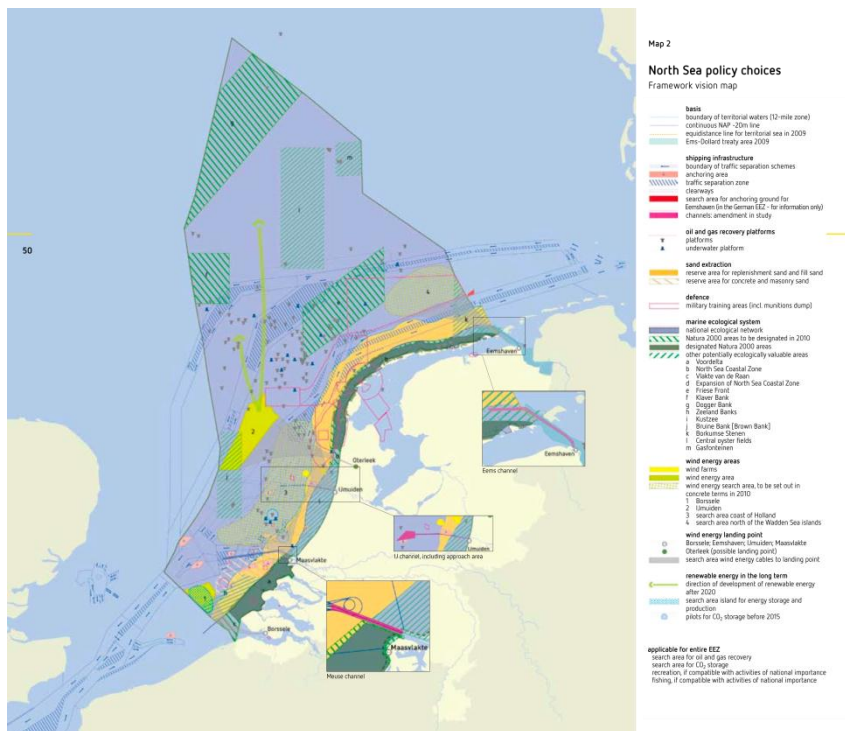 Map 2
North Sea policy choices
Framework vision map
basis
boundary of territorial waters (12-mile zone)
continuous NAP -20m line
equidistance line for territorial sea in 2009
Ems-Dollard treaty area 2009
shipping infrastructure
boundary of traffic separation schemes
anchoring area
traffic separation zone
clearways
search area for anchoring ground for
Eemshaven (in the German EEZ - for information only)
channels: amendment in study
oil and gas recovery platforms
platforms
underwater platform
sand extraction
reserve area for replenishment sand and fill sand
reserve area for concrete and masonry sand
defence
military training areas (incl. munitions dump)
marine ecological system
national ecological network
Natura 2000 areas to be designated in 2010
designated Natura 2000 areas
other potentially ecologically valuable areas
a Voordelta
b North Sea Coastal Zone
c Vlakte van de Raan
d Expansion of North Sea Coastal Zone
e Friese Front
f Klaver Bank
g Dogger Bank
h Zeeland Banks
i Kustzee
j Bruine Bank [Brown Bank]
k Borkumse Stenen
l Central oyster fields
m Gasfonteinen
wind energy areas
wind farms
wind energy area
wind energy search area, to be set out in
concrete terms in 2010
1 Borssele
2 IJmuiden
3 search area coast of Holland
4 search area north of the Wadden Sea islands
wind energy landing point
Borssele; Eemshaven; IJmuiden; Maasvlakte
Oterleek (possible landing point)
search area wind energy cables to landing point
renewable energy in the long term
direction of development of renewable energy
after 2020
search area island for energy storage and
production
pilots for CO₂ storage before 2015
applicable for entire EEZ
search area for oil and gas recovery
search area for CO₂ storage
recreation, if compatible with activities of national importance
fishing, if compatible with activities of national importance
50
m
l
4
k
Eemshaven
2
Eemshaven
Eems channel
Oterleek
3
IJmuiden
IJmuiden
IJ channel, including approach area
Maasvlakte
1
Borssele
Maasvlakte
Meuse channel